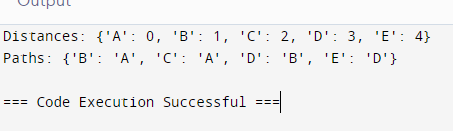 Output
Distances: {'A': 0, 'B': 1, 'C': 2, 'D': 3, 'E': 4}
Paths: {'B': 'A', 'C': 'A', 'D': 'B', 'E': 'D'}
=== Code Execution Successful ===